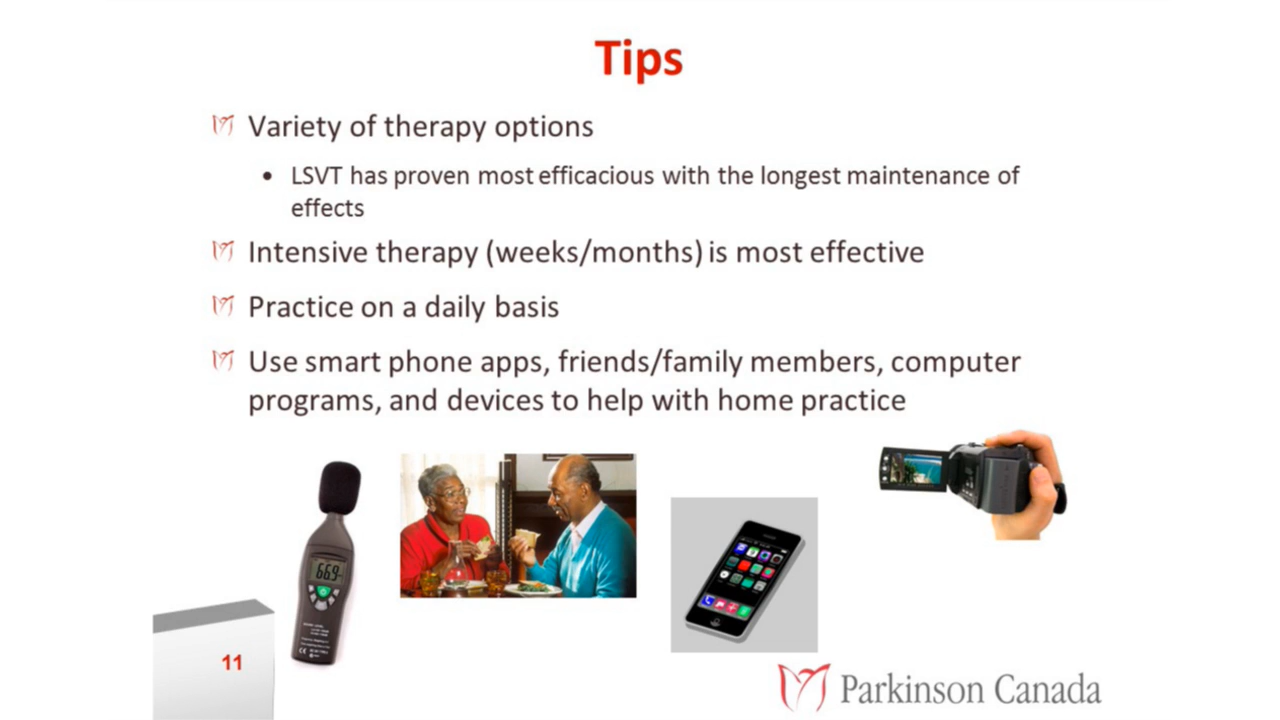 Tips
Variety of therapy options
• LSVT has proven most efficacious with the longest maintenance of
effects
Intensive therapy (weeks/months) is most effective
Practice on a daily basis
Use smart phone apps, friends/family members, computer
programs, and devices to help with home practice
66.9
11
Parkinson Canada